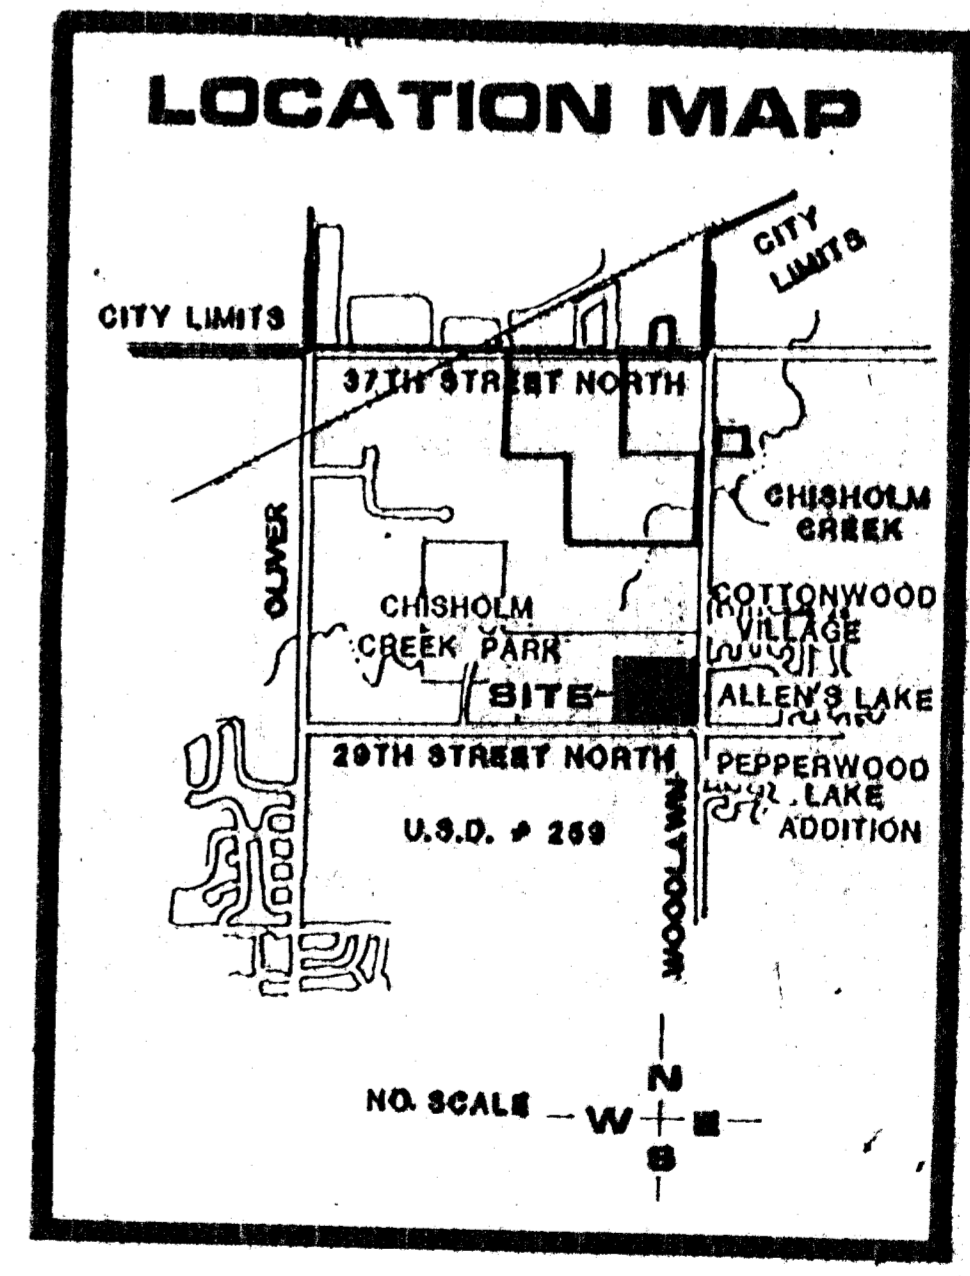 LOCATION MAP
CITY
LIMITS
CITY LIMITS
37TH STREET NORTH
CHISHOLM
CREEK
OLIVER
COTTONWOOD
VILLAGE
CHISHOLM
CREEK PARK
SITE
ALLEN'S LAKE
29TH STREET NORTH
PEPPERWOOD
LAKE
ADDITION
U.S.D. # 259
WOODLAWN
NO. SCALE
N
W E
S